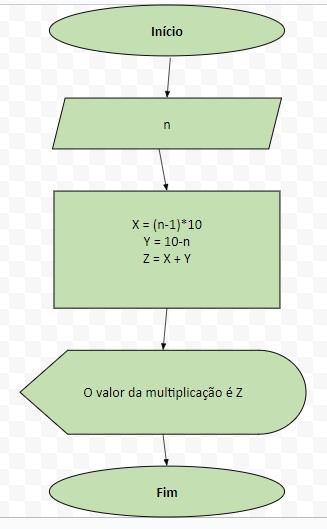 Início
n
X = (n-1)*10
Y = 10-n
Z = X + Y
O valor da multiplicação é Z
Fim